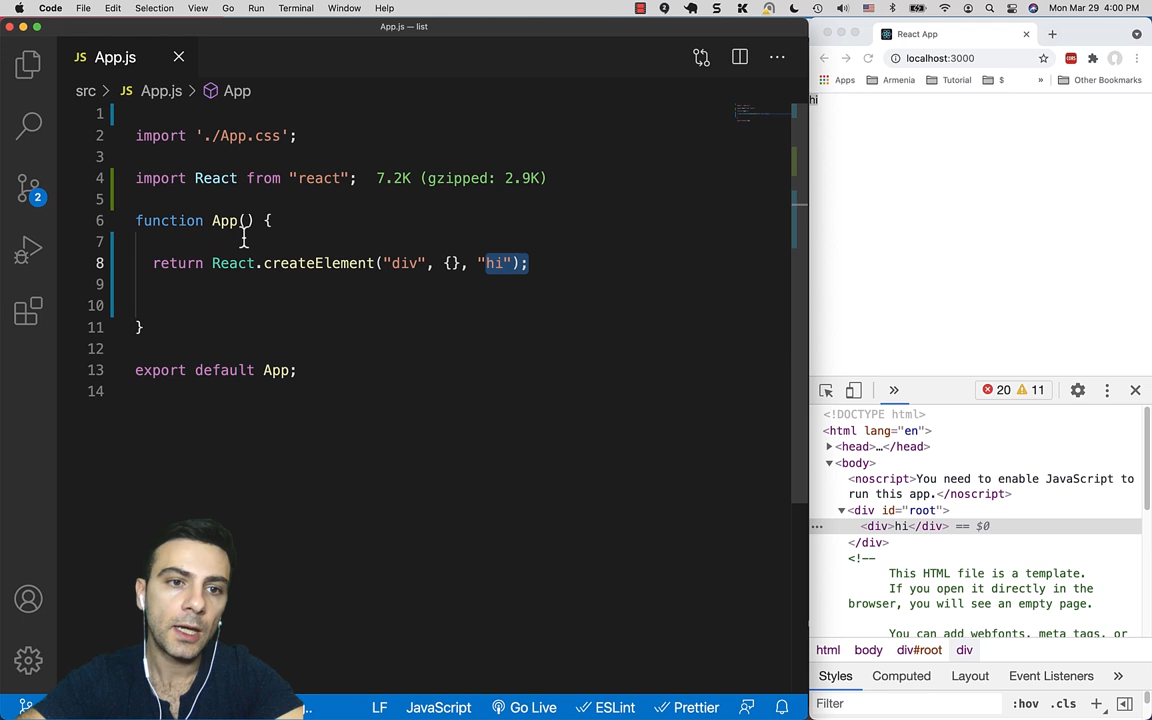 Code File Edit Selection View Go Run Terminal Window Help
Mon Mar 29 4:00 PM
App.js — list
JS App.js
src > JS App.js > App
1
2 import './App.css';
3
4 import React from "react"; 7.2K (gzipped: 2.9K)
5
6 function App() {
7
8 return React.createElement("div", {}, "hi");
9
10
11 }
12
13 export default App;
14
2
LF JavaScript Go Live ESLint Prettier
React App
localhost:3000
Apps Armenia Tutorial $ » Other Bookmarks
hi
» 20 11
<!DOCTYPE html>
<html lang="en">
<head>…</head>
<body>
<noscript>You need to enable JavaScript to
run this app.</noscript>
<div id="root">
<div>hi</div> == $0
</div>
<!--
This HTML file is a template.
If you open it directly in the
browser, you will see an empty page.
You can add webfonts, meta tags, or
html body div#root div
Styles Computed Layout Event Listeners »
Filter :hov .cls +